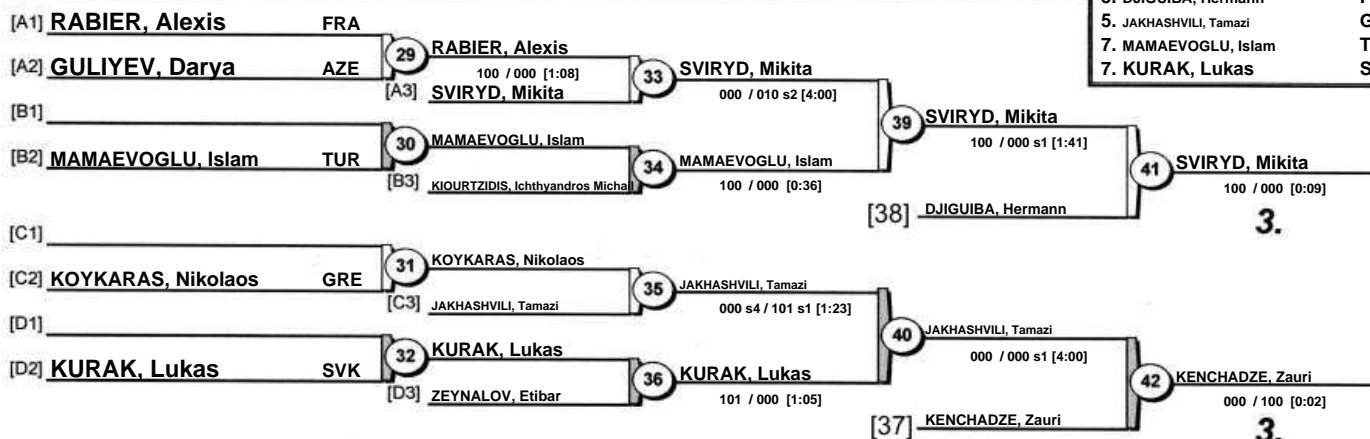 3. DJIGUIBA, Hermann
5. JAKHASHVILI, Tamazi G
7. MAMAEVOGLU, Islam T
7. KURAK, Lukas S
[A1] RABIER, Alexis FRA
[A2] GULIYEV, Darya AZE
29
RABIER, Alexis
100 / 000 [1:08]
[A3] SVIRYD, Mikita
33
SVIRYD, Mikita
000 / 010 s2 [4:00]
[B1]
[B2] MAMAEVOGLU, Islam TUR
30
MAMAEVOGLU, Islam
[B3] KIOURTZIDIS, Ichthyandros Michail
34
MAMAEVOGLU, Islam
100 / 000 [0:36]
39
SVIRYD, Mikita
100 / 000 s1 [1:41]
[38] DJIGUIBA, Hermann
41
SVIRYD, Mikita
100 / 000 [0:09]
3.
[C1]
[C2] KOYKARAS, Nikolaos GRE
31
KOYKARAS, Nikolaos
[C3] JAKHASHVILI, Tamazi
35
JAKHASHVILI, Tamazi
000 s4 / 101 s1 [1:23]
[D1]
[D2] KURAK, Lukas SVK
32
KURAK, Lukas
[D3] ZEYNALOV, Etibar
36
KURAK, Lukas
101 / 000 [1:05]
40
JAKHASHVILI, Tamazi
000 / 000 s1 [4:00]
[37] KENCHADZE, Zauri
42
KENCHADZE, Zauri
000 / 100 [0:02]
3.